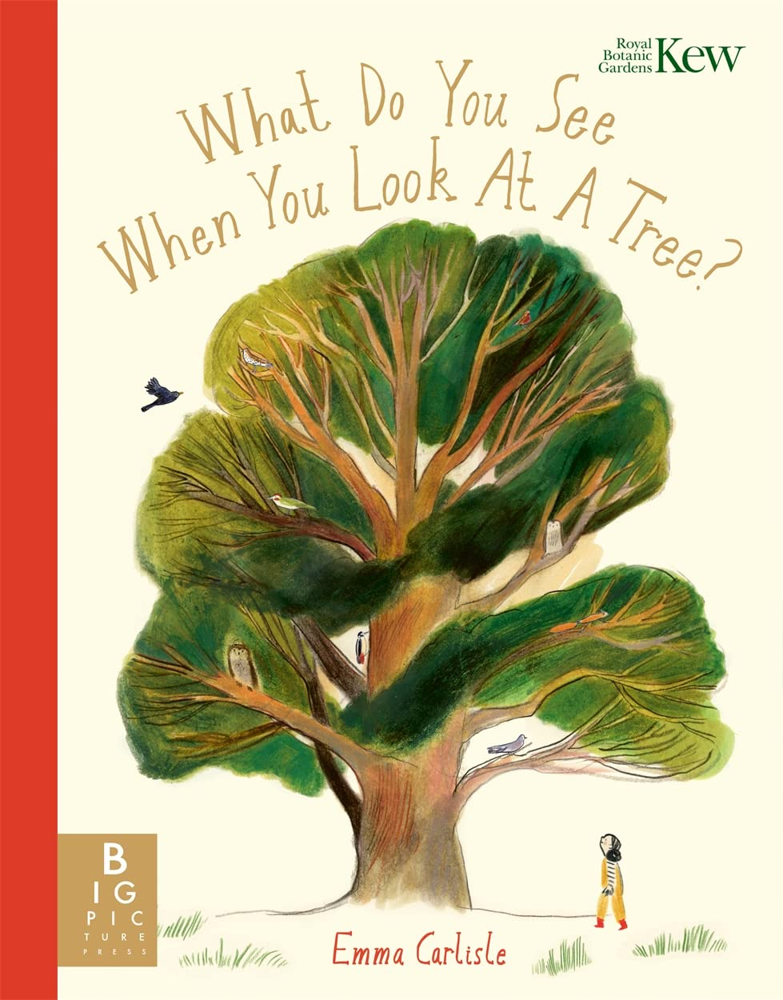 Royal
Botanic
Gardens Kew
What Do You See
When You Look At A Tree?
B
IG
PIC
TURE
PRESS
Emma Carlisle